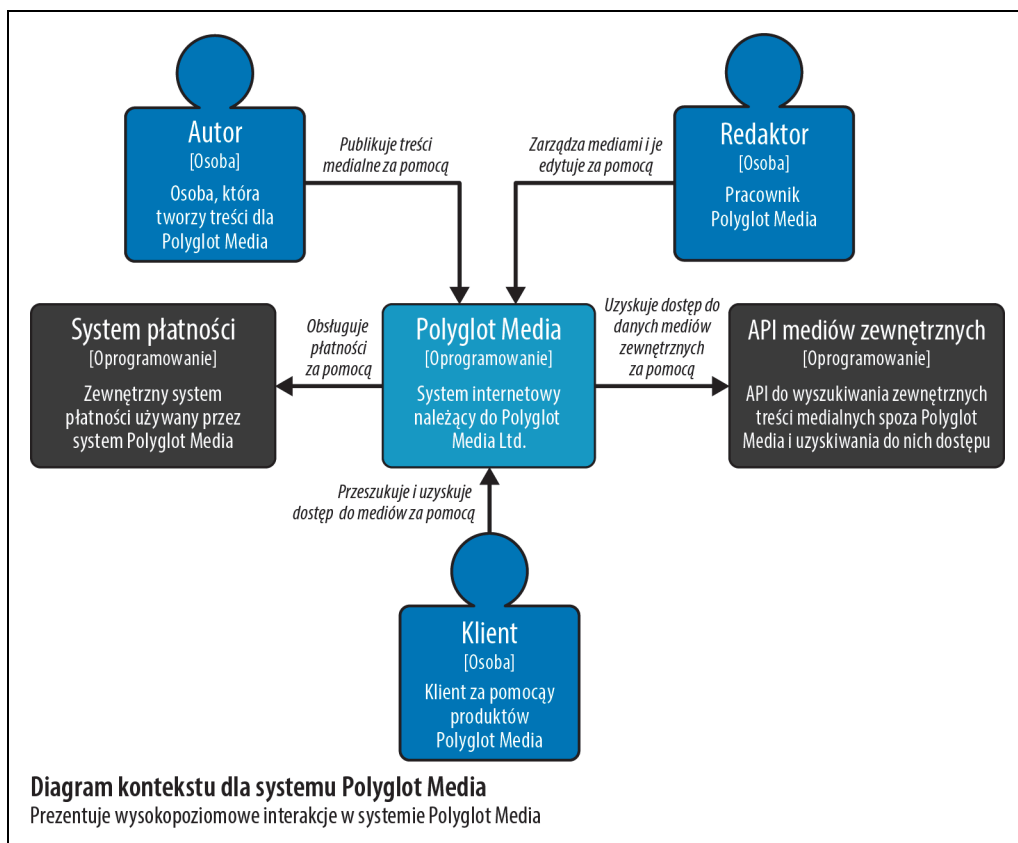 Autor
[Osoba]
Osoba, która
tworzy treści dla
Polyglot Media
Publikuje treści
medialne za pomocą
Zarządza mediami i je
edytuje za pomocą
Redaktor
[Osoba]
Pracownik
Polyglot Media
System płatności
[Oprogramowanie]
Zewnętrzny system
płatności używany przez
system Polyglot Media
Obsługuje
płatności
za pomocą
Polyglot Media
[Oprogramowanie]
System internetowy
należący do Polyglot
Media Ltd.
Uzyskuje dostęp do
danych mediów
zewnętrznych
za pomocą
API mediów zewnętrznych
[Oprogramowanie]
API do wyszukiwania zewnętrznych
treści medialnych spoza Polyglot
Media i uzyskiwania do nich dostępu
Przeszukuje i uzyskuje
dostęp do mediów za pomocą
Klient
[Osoba]
Klient za pomocąy
produktów
Polyglot Media
Diagram kontekstu dla systemu Polyglot Media
Prezentuje wysokopoziomowe interakcje w systemie Polyglot Media